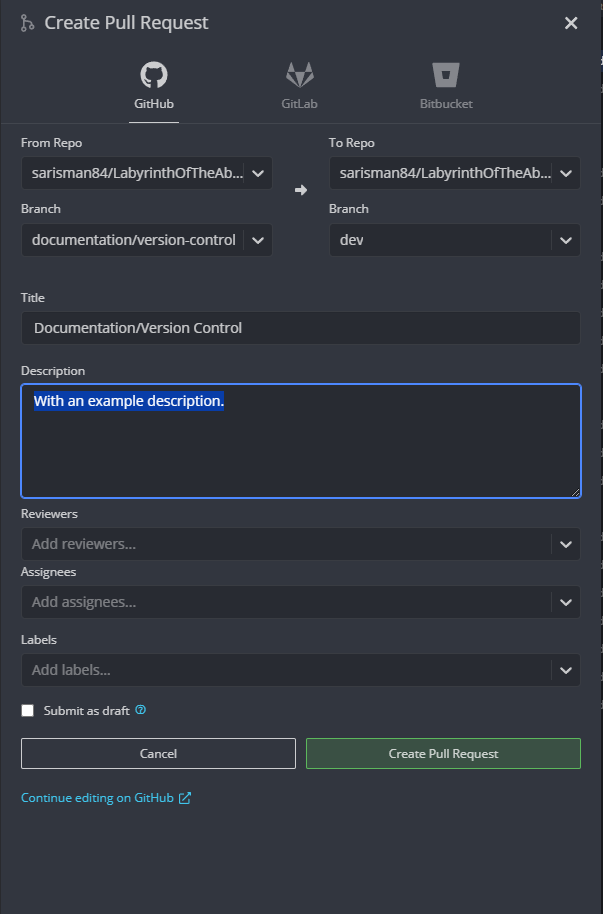 Create Pull Request
GitHub
GitLab
Bitbucket
From Repo
To Repo
sarisman84/LabyrinthOfTheAb...
sarisman84/LabyrinthOfTheAb...
Branch
Branch
documentation/version-control
dev
Title
Documentation/Version Control
Description
With an example description.
Reviewers
Add reviewers...
Assignees
Add assignees...
Labels
Add labels...
Submit as draft
Cancel
Create Pull Request
Continue editing on GitHub